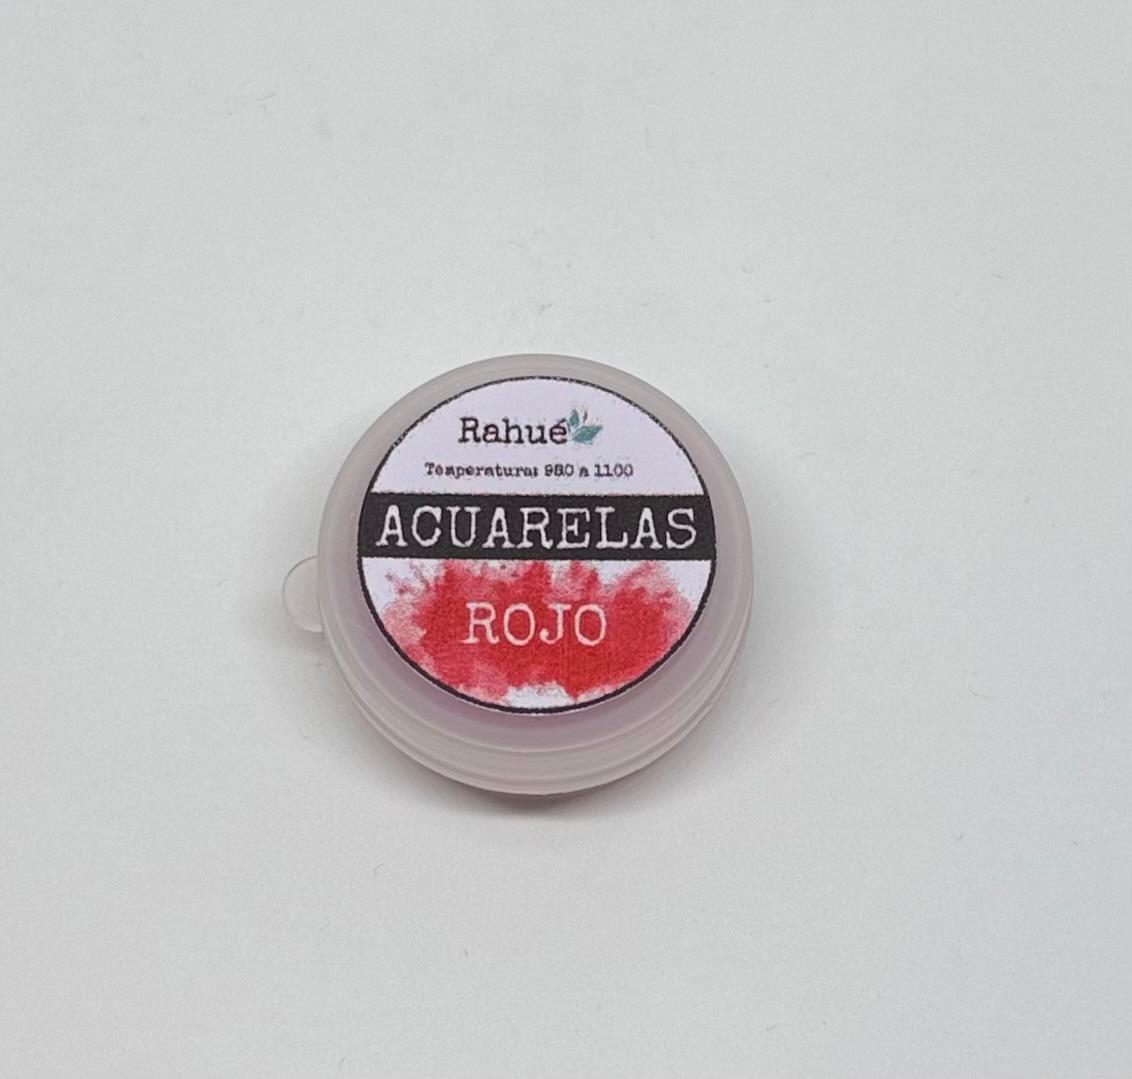 Rahué
Temperatura: 980 a 1100
ACUARELAS
ROJO